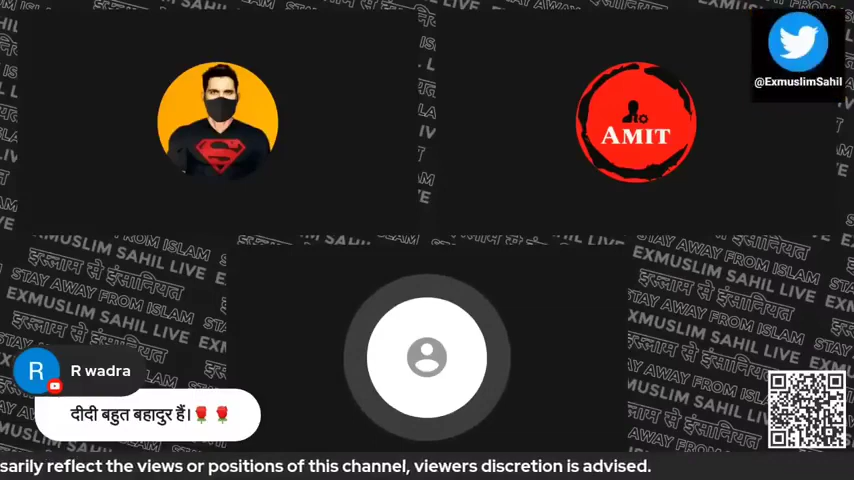 @ExmuslimSahil
AMIT
EXMUSLIM SAHIL LIVE
STAY AWAY FROM ISLAM
इस्लाम से इंसानियत
R
R wadra
दीदी बहुत बहादुर हैं।🌹🌹
sarily reflect the views or positions of this channel, viewers discretion is advised.